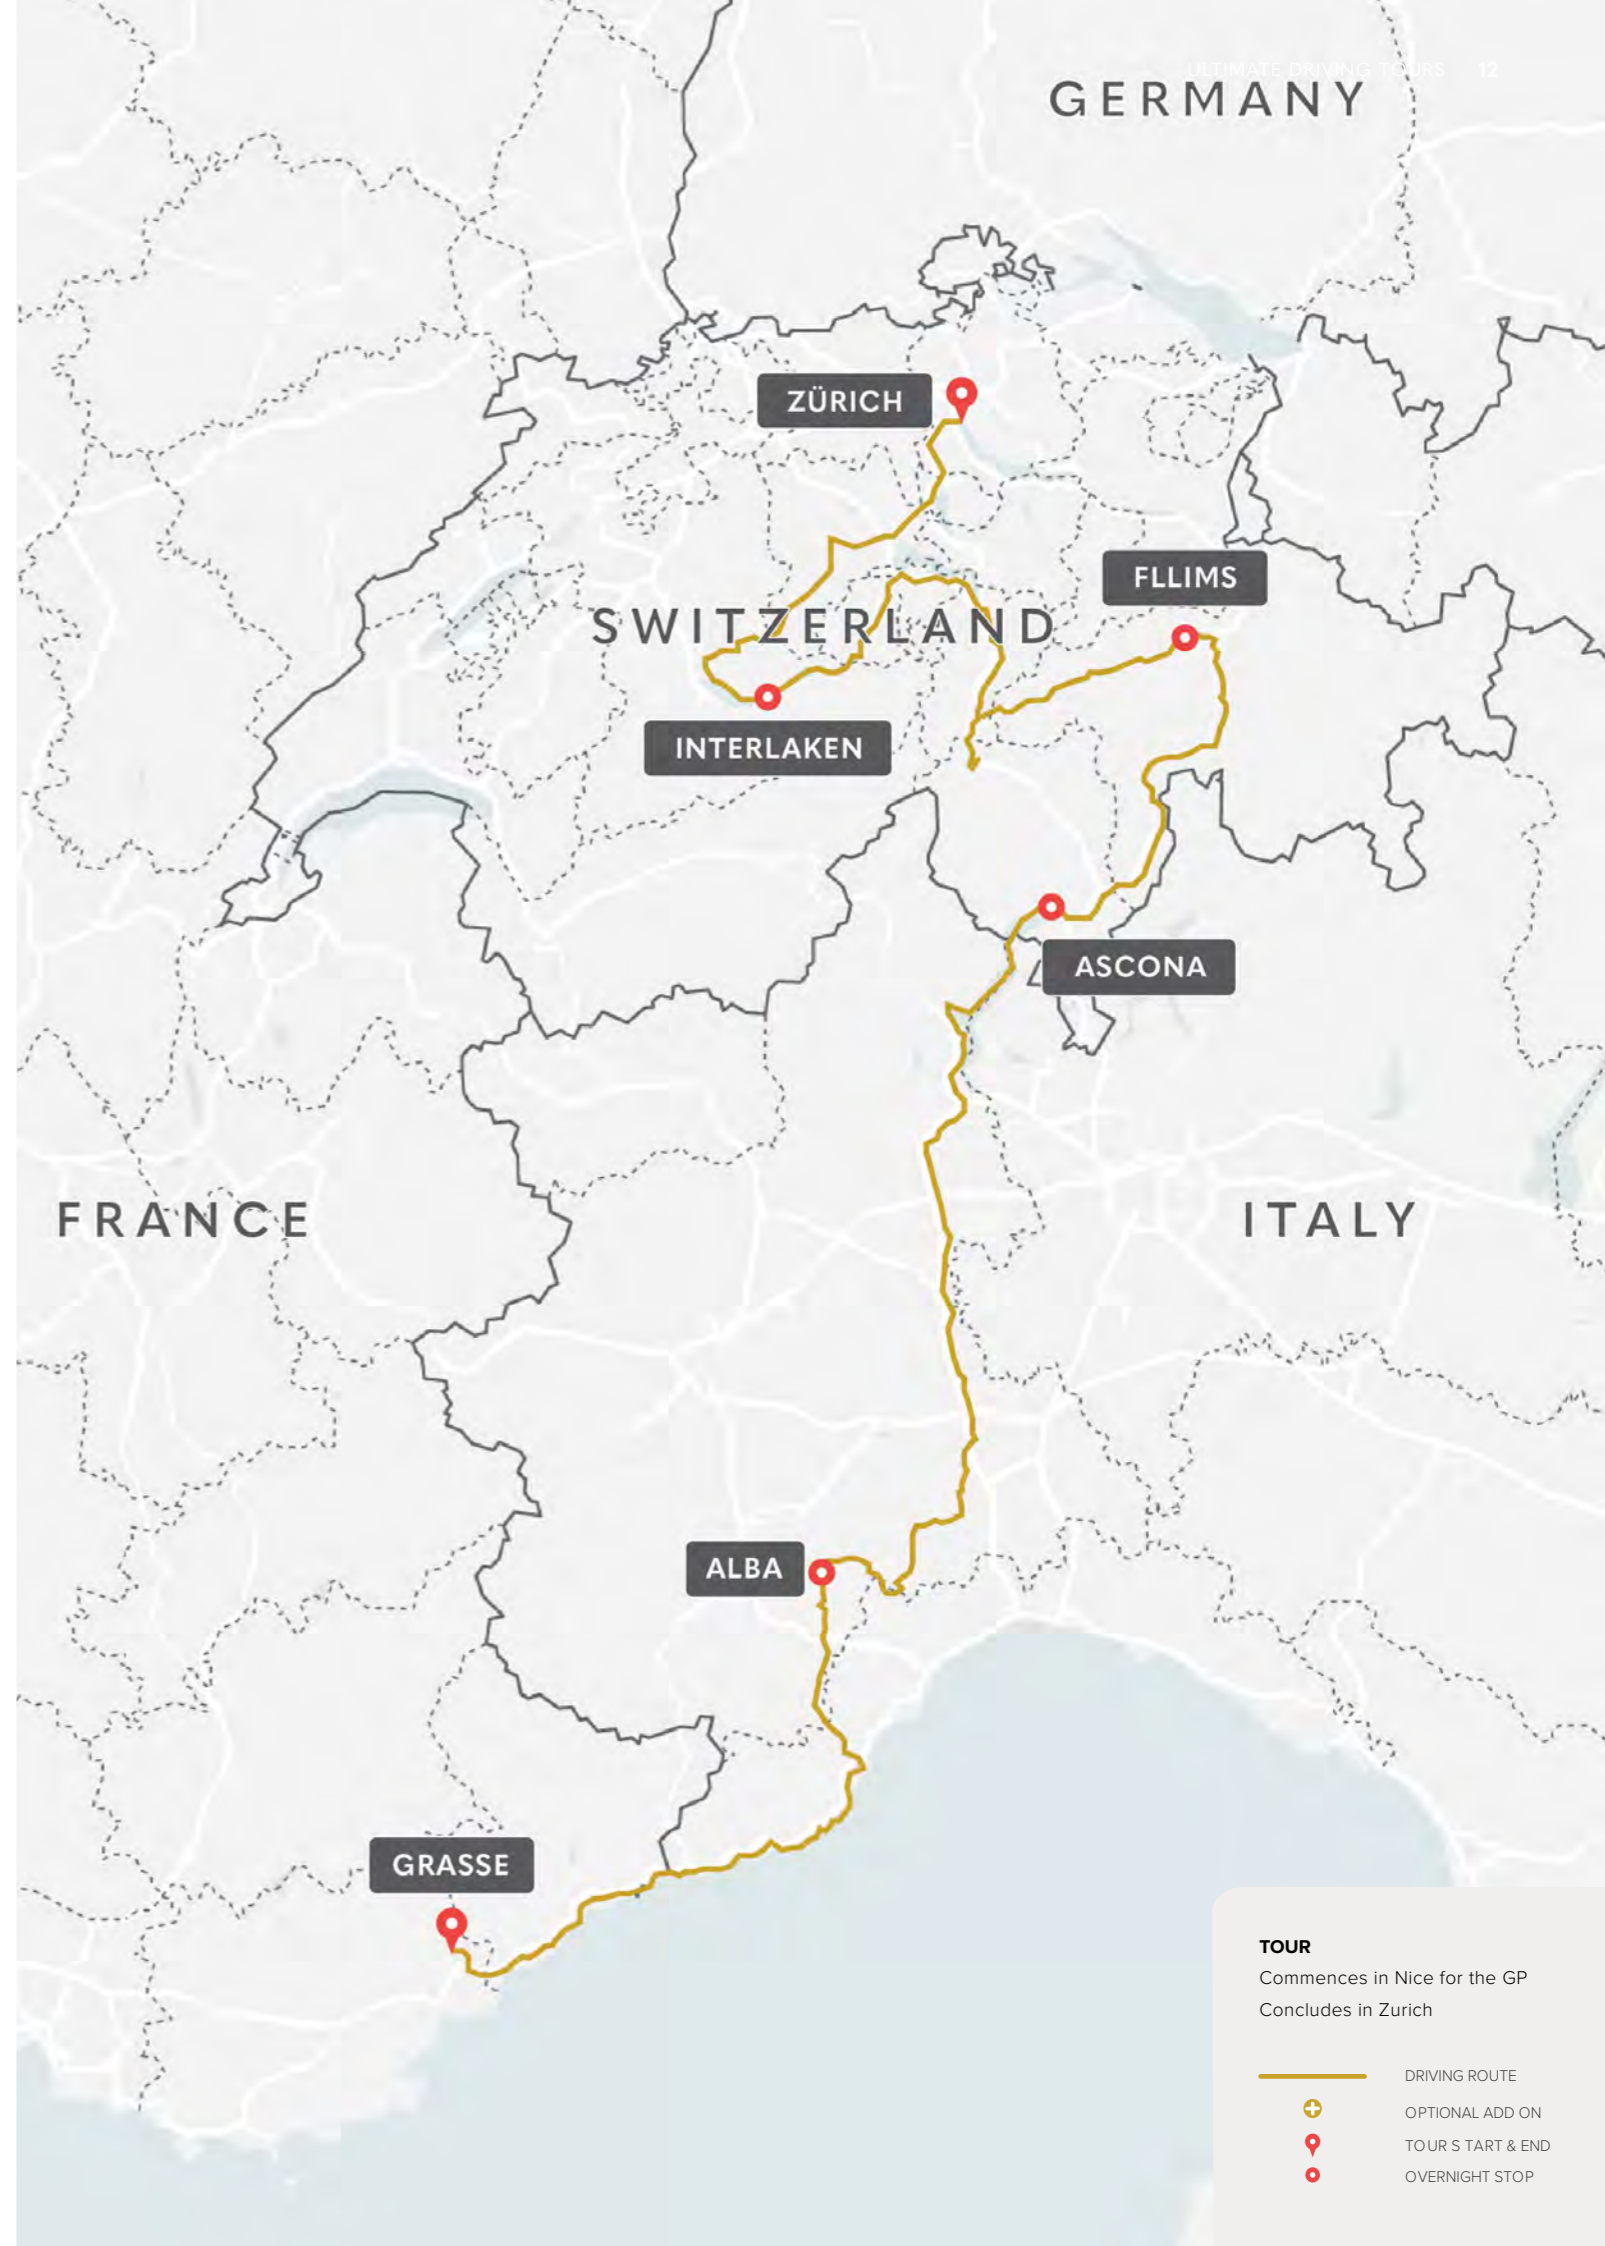 ULTIMATE DRIVING TOURS 12
GERMANY
ZÜRICH
FLLIMS
SWITZERLAND
INTERLAKEN
ASCONA
FRANCE
ITALY
ALBA
GRASSE
TOUR
Commences in Nice for the GP
Concludes in Zurich
DRIVING ROUTE
OPTIONAL ADD ON
TOUR S TART & END
OVERNIGHT STOP